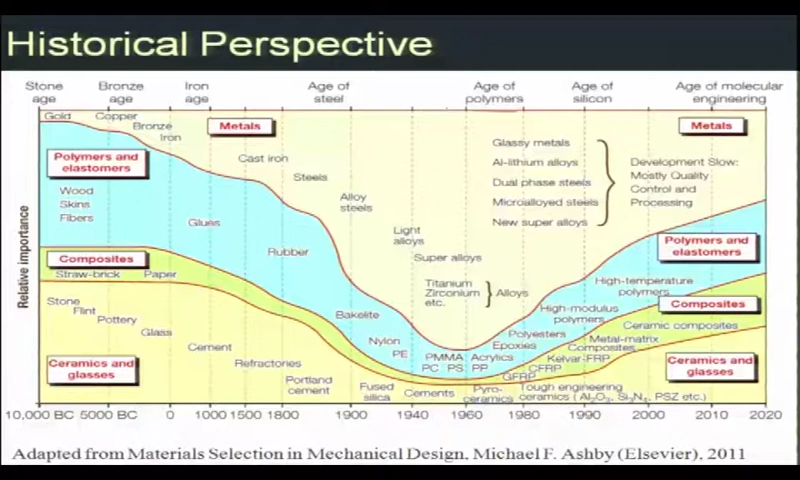 Historical Perspective
Stone age
Bronze age
Iron age
Age of steel
Age of polymers
Age of silicon
Age of molecular engineering
Relative importance
Gold
Copper
Bronze
Iron
Metals
Metals
Cast iron
Steels
Alloy steels
Light alloys
Super alloys
Titanium
Zirconium
etc.
Alloys
Glassy metals
Al-lithium alloys
Dual phase steels
Microalloyed steels
New super alloys
Development Slow:
Mostly Quality
Control and
Processing
Polymers and elastomers
Wood
Skins
Fibers
Glues
Rubber
Bakelite
Nylon
PE
PMMA Acrylics
PC PS PP
Epoxies
Polyesters
High-modulus polymers
High-temperature polymers
Polymers and elastomers
Composites
Straw-brick Paper
GFRP
CFRP
Kelvar-FRP
Metal-matrix
Composites
Ceramic composites
Composites
Stone
Flint
Pottery
Glass
Cement
Refractories
Portland cement
Fused silica
Cements
Pyro-ceramics
Tough engineering
ceramics ( Al2O3, Si3N4, PSZ etc.)
Ceramics and glasses
Ceramics and glasses
10,000 BC 5000 BC 0 1000 1500 1800 1900 1940 1960 1980 1990 2000 2010 2020
Adapted from Materials Selection in Mechanical Design, Michael F. Ashby (Elsevier), 2011